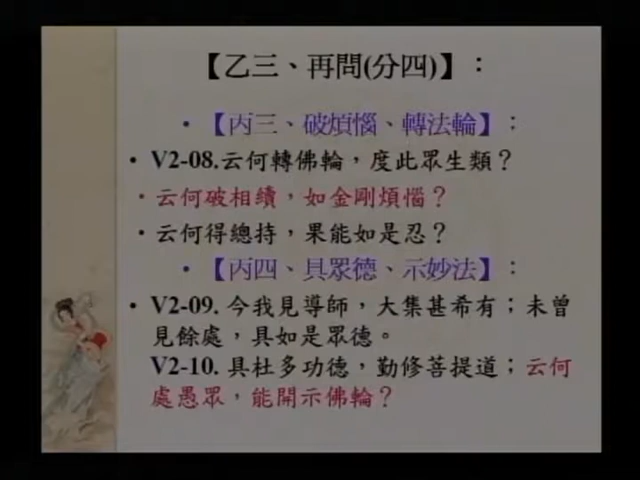 【乙三、再問(分四)】：
•【丙三、破煩惱、轉法輪】：
• V2-08.云何轉佛輪，度此眾生類？
• 云何破相續，如金剛煩惱？
• 云何得總持，果能如是忍？
•【丙四、具眾德、示妙法】：
• V2-09. 今我見導師，大集甚希有；未曾
見餘處，具如是眾德。
V2-10. 具杜多功德，勤修菩提道；云何
處愚眾，能開示佛輪？